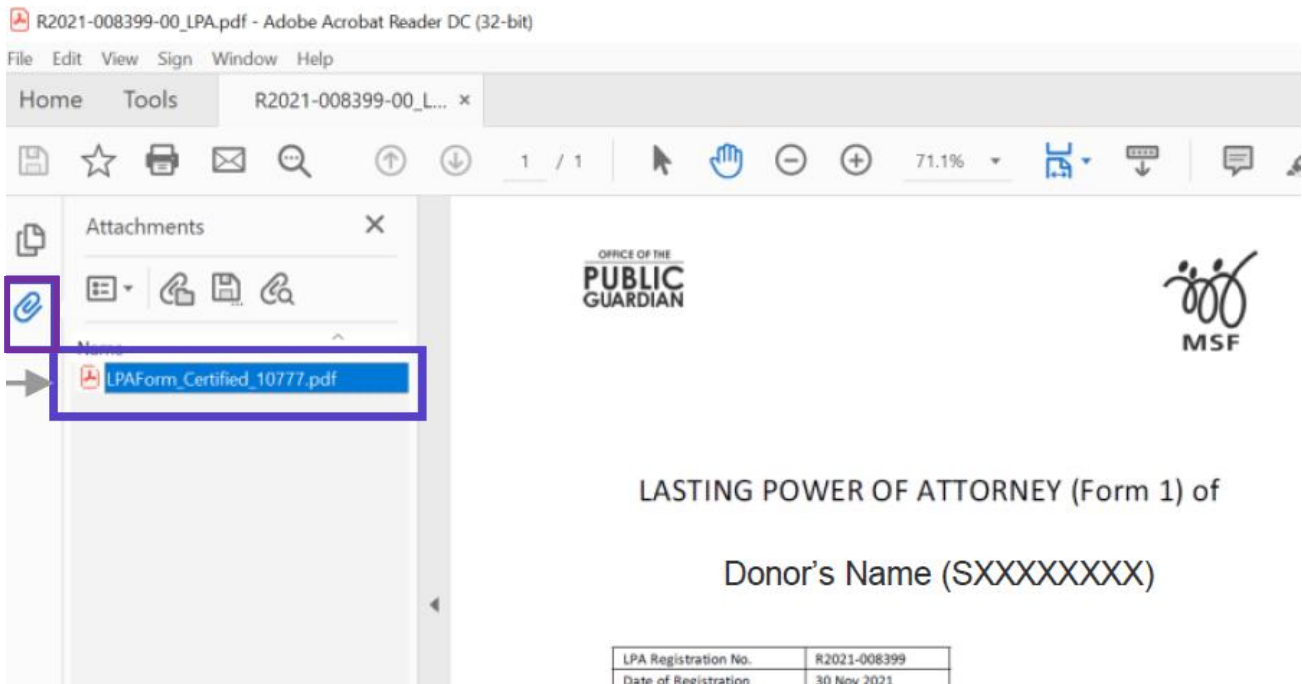 R2021-008399-00_LPA.pdf - Adobe Acrobat Reader DC (32-bit)
File Edit View Sign Window Help
Home Tools R2021-008399-00_L... ×
1 / 1 71.1%
Attachments
OFFICE OF THE
PUBLIC
GUARDIAN
MSF
Name
LPAForm_Certified_10777.pdf
LASTING POWER OF ATTORNEY (Form 1) of
Donor's Name (SXXXXXXXX)
LPA Registration No. R2021-008399
Date of Registration 30 Nov 2021